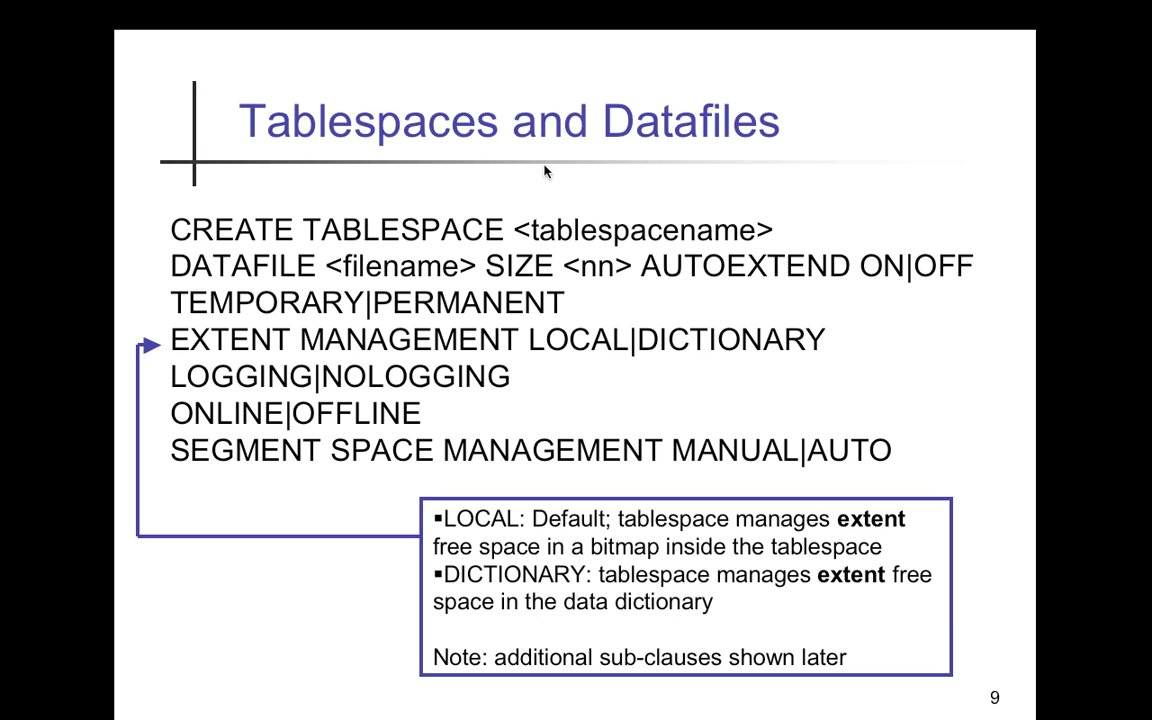 Tablespaces and Datafiles
CREATE TABLESPACE <tablespacename>
DATAFILE <filename> SIZE <nn> AUTOEXTEND ON|OFF
TEMPORARY|PERMANENT
EXTENT MANAGEMENT LOCAL|DICTIONARY
LOGGING|NOLOGGING
ONLINE|OFFLINE
SEGMENT SPACE MANAGEMENT MANUAL|AUTO
▪LOCAL: Default; tablespace manages extent
free space in a bitmap inside the tablespace
▪DICTIONARY: tablespace manages extent free
space in the data dictionary
Note: additional sub-clauses shown later
9